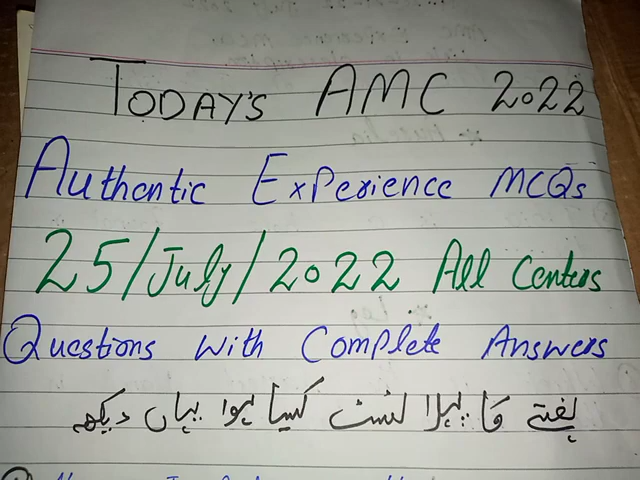 TODAY'S AMC 2022
Authentic Experience MCQs
25/July/2022 All Centers
Questions with Complete Answers
ہفتے کا پہلا ٹسٹ کیسا ہوا یہاں دیکھے